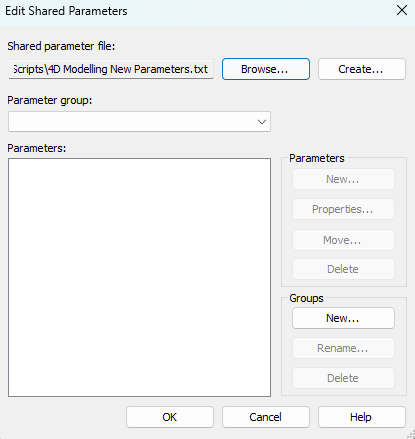 Edit Shared Parameters
Shared parameter file:
Scripts\4D Modelling New Parameters.txt
Browse...
Create...
Parameter group:
Parameters:
Parameters
New...
Properties...
Move...
Delete
Groups
New...
Rename...
Delete
OK
Cancel
Help